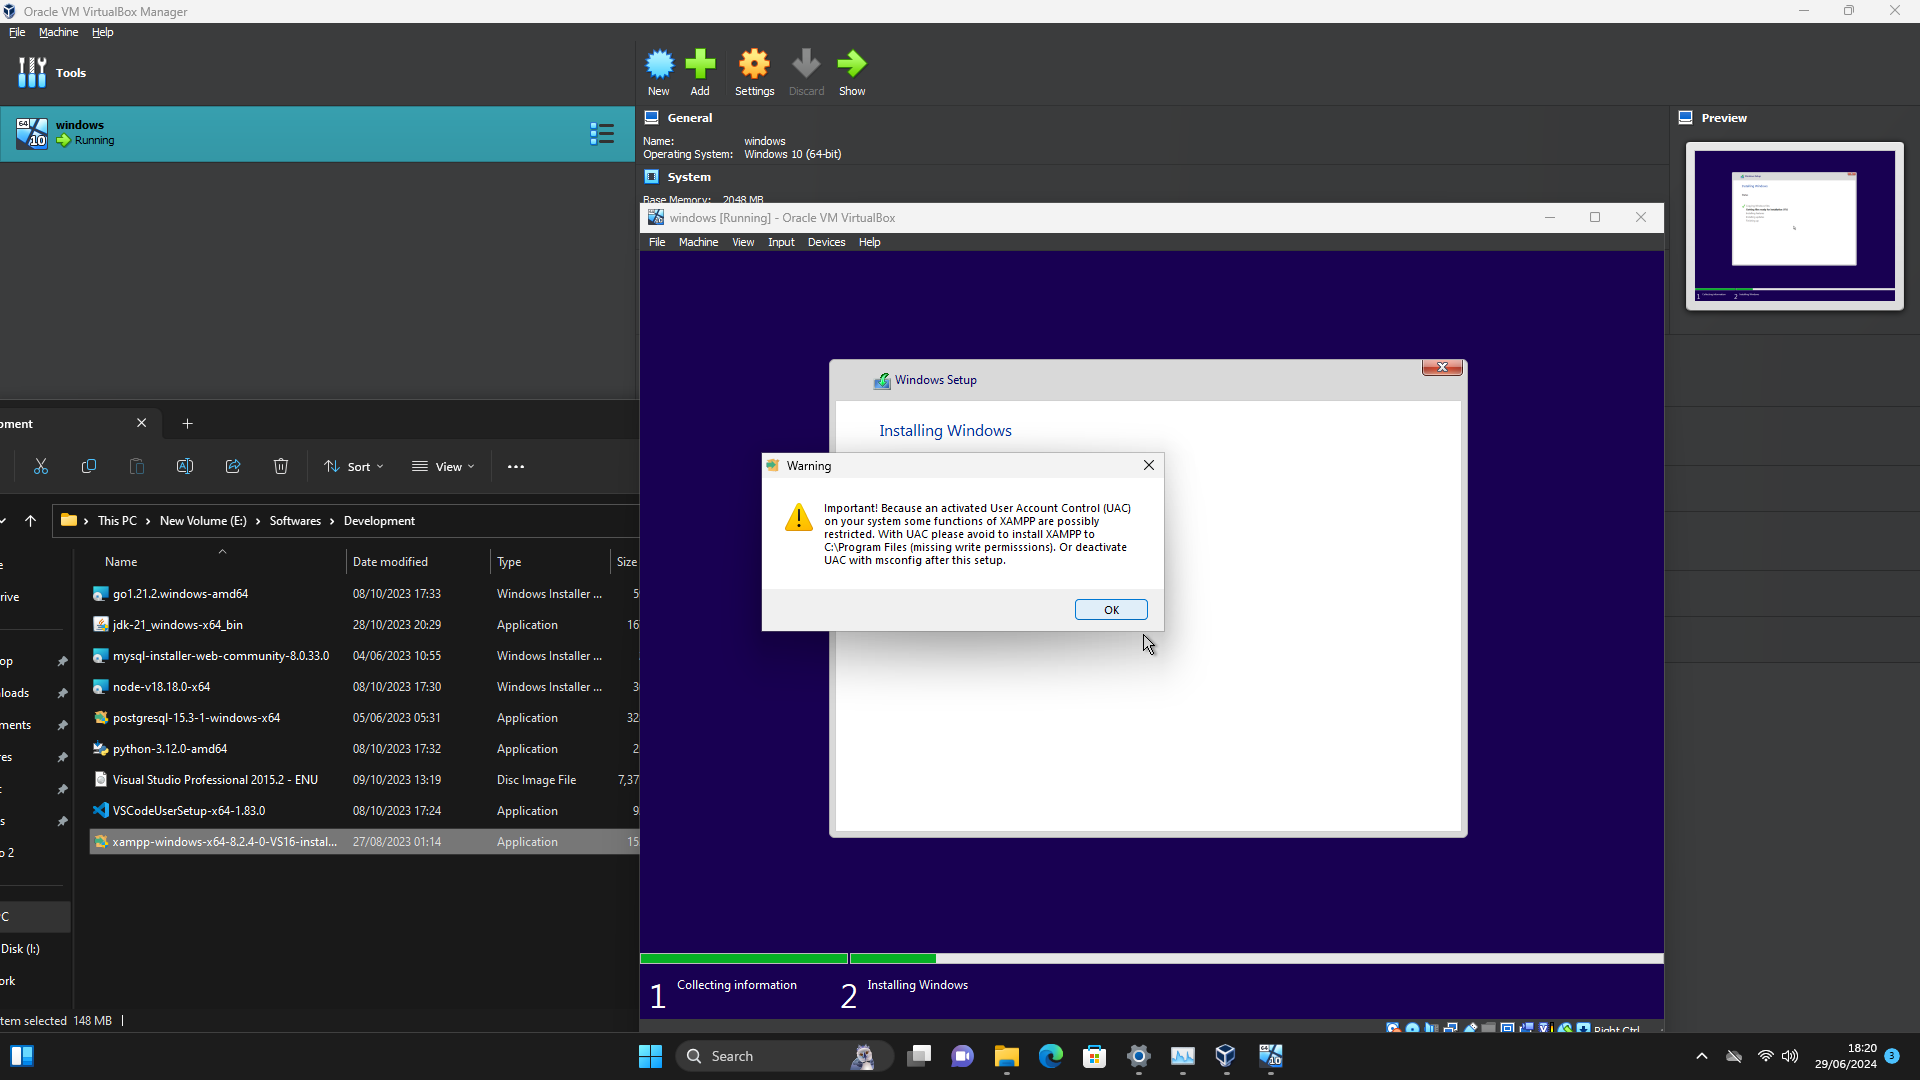 Oracle VM VirtualBox Manager
File Machine Help
Tools
New Add Settings Discard Show
windows
Running
General
Name: windows
Operating System: Windows 10 (64-bit)
System
Base Memory: 2048 MB
Preview
windows [Running] - Oracle VM VirtualBox
File Machine View Input Devices Help
Windows Setup
Installing Windows
Warning
Important! Because an activated User Account Control (UAC)
on your system some functions of XAMPP are possibly
restricted. With UAC please avoid to install XAMPP to
C:\Program Files (missing write permisssions). Or deactivate
UAC with msconfig after this setup.
OK
1 Collecting information 2 Installing Windows
Right Ctrl
pment
Sort View
This PC New Volume (E:) Softwares Development
Name Date modified Type Size
go1.21.2.windows-amd64 08/10/2023 17:33 Windows Installer ... 5
jdk-21_windows-x64_bin 28/10/2023 20:29 Application 16
mysql-installer-web-community-8.0.33.0 04/06/2023 10:55 Windows Installer ...
node-v18.18.0-x64 08/10/2023 17:30 Windows Installer ... 3
postgresql-15.3-1-windows-x64 05/06/2023 05:31 Application 32
python-3.12.0-amd64 08/10/2023 17:32 Application 2
Visual Studio Professional 2015.2 - ENU 09/10/2023 13:19 Disc Image File 7,37
VSCodeUserSetup-x64-1.83.0 08/10/2023 17:24 Application 9
xampp-windows-x64-8.2.4-0-VS16-instal... 27/08/2023 01:14 Application 15
e
rive
op
loads
ments
res
t
s
o 2
C
Disk (I:)
ork
tem selected 148 MB
Search
18:20
29/06/2024
3